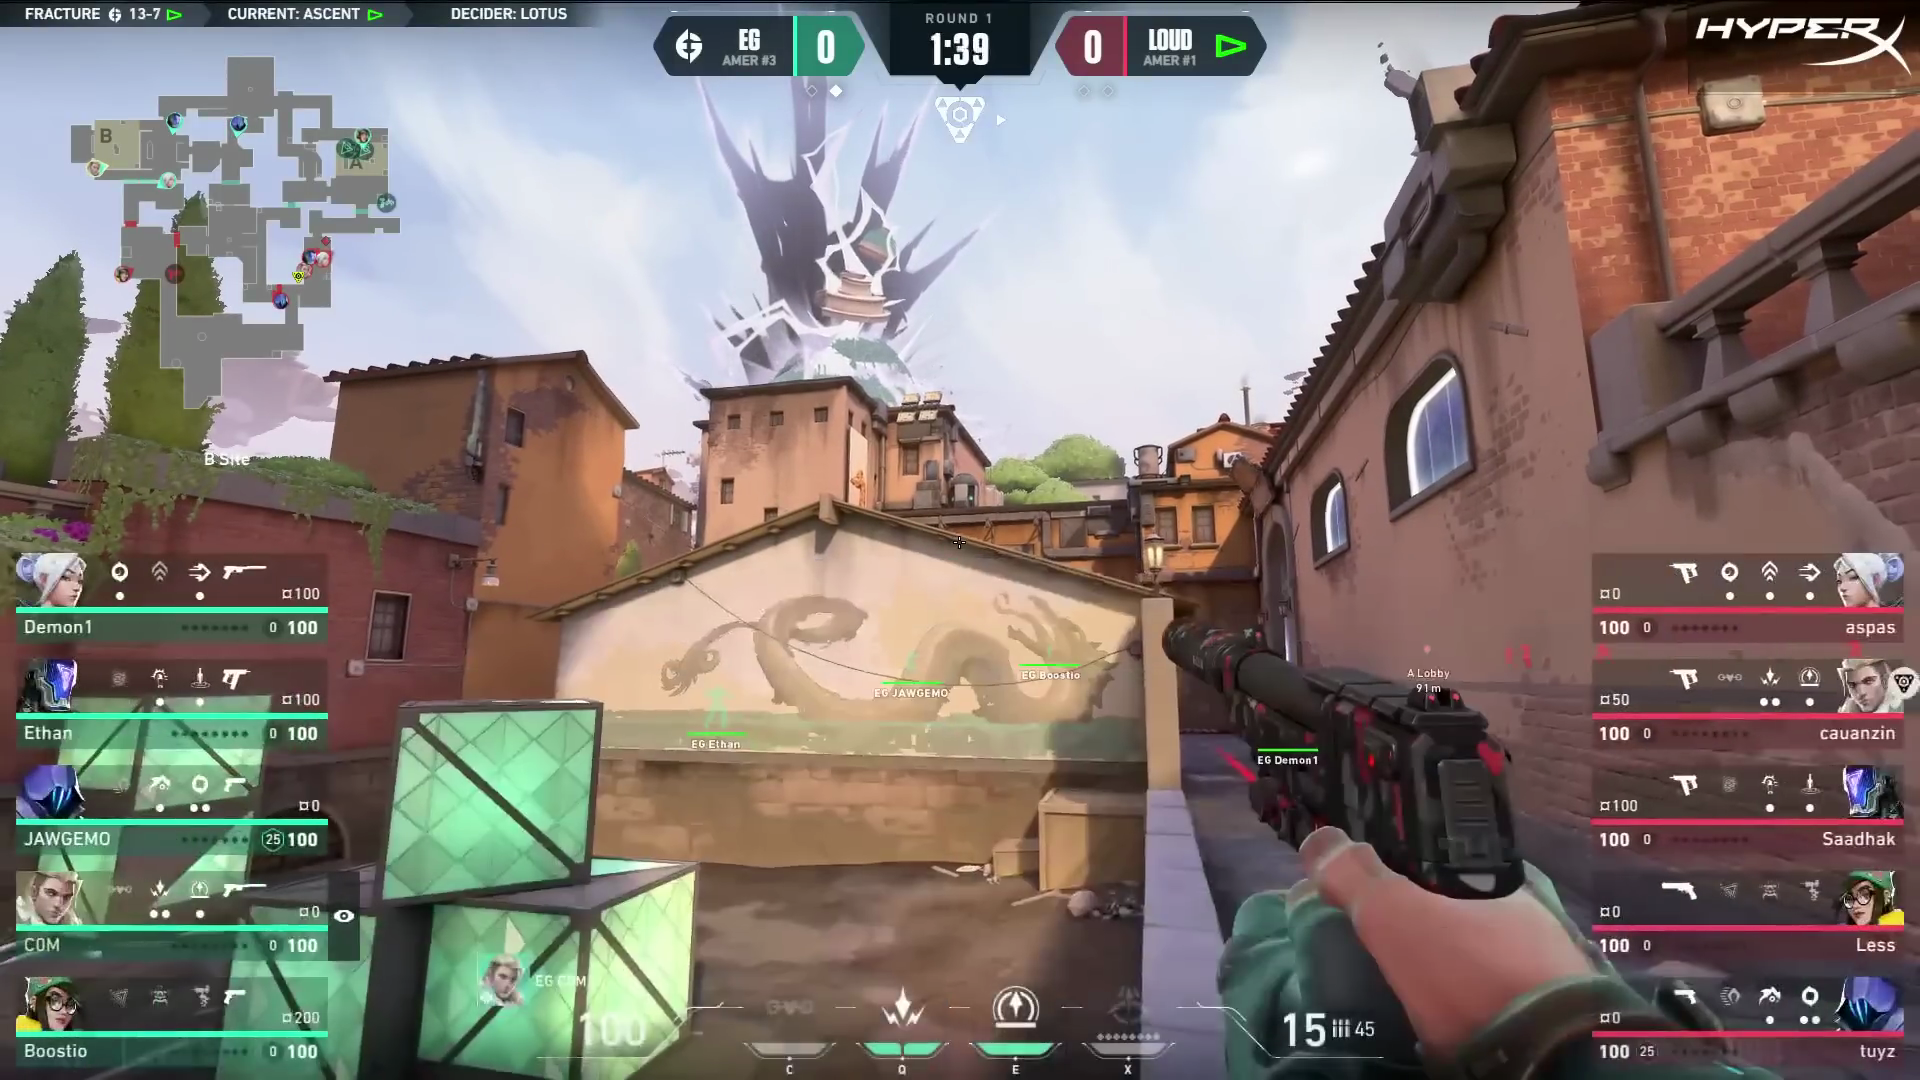 FRACTURE 13-7
CURRENT: ASCENT
DECIDER: LOTUS
EG
AMER #3
0
ROUND 1
1:39
0
LOUD
AMER #1
HYPERX
B
A
B Site
EG JAWGEMO
EG Boostio
EG Ethan
EG Demon1
A Lobby
91m
EG C0M
¤100
Demon1
0 100
¤100
Ethan
0 100
¤0
JAWGEMO
25 100
¤0
C0M
0 100
¤200
Boostio
0 100
¤0
100 0
aspas
¤50
100 0
cauanzin
¤100
100 0
Saadhak
¤0
100 0
Less
¤0
100 25
tuyz
100
15 45
C
Q
E
X